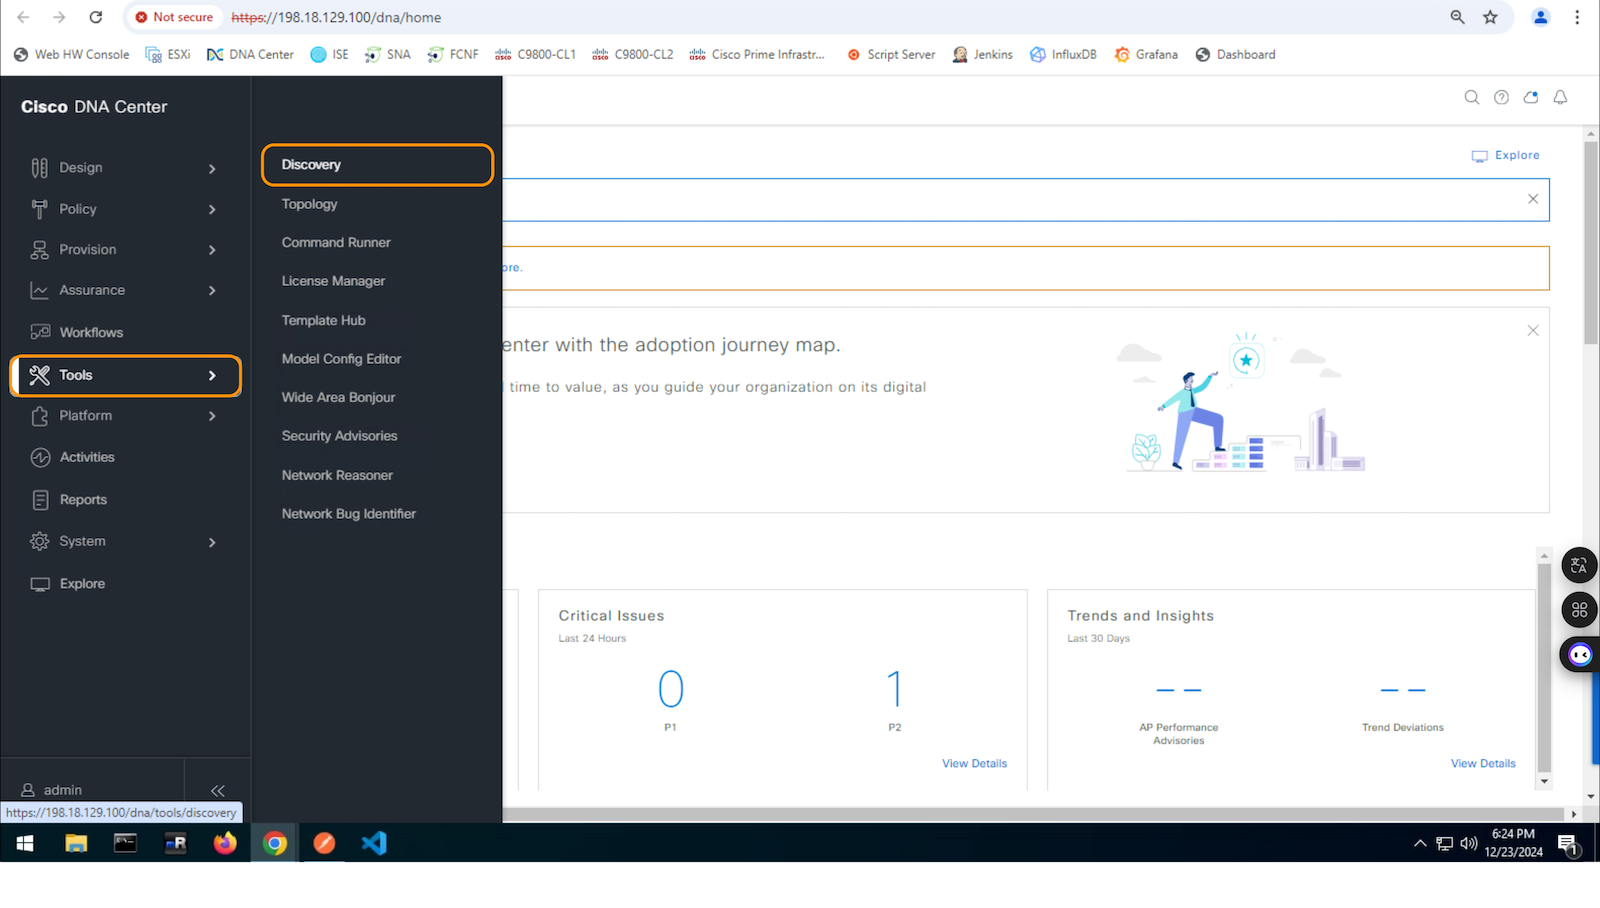 Not secure https://198.18.129.100/dna/home
Web HW Console ESXi DNA Center ISE SNA FCNF C9800-CL1 C9800-CL2 Cisco Prime Infrastr... Script Server Jenkins InfluxDB Grafana Dashboard
Cisco DNA Center
Design
Policy
Provision
Assurance
Workflows
Tools
Platform
Activities
Reports
System
Explore
admin
https://198.18.129.100/dna/tools/discovery
Discovery
Topology
Command Runner
License Manager
Template Hub
Model Config Editor
Wide Area Bonjour
Security Advisories
Network Reasoner
Network Bug Identifier
Explore
ore.
enter with the adoption journey map.
time to value, as you guide your organization on its digital
Critical Issues
Last 24 Hours
0 1
P1 P2
View Details
Trends and Insights
Last 30 Days
-- --
AP Performance
Advisories
Trend Deviations
View Details
6:24 PM
12/23/2024
1